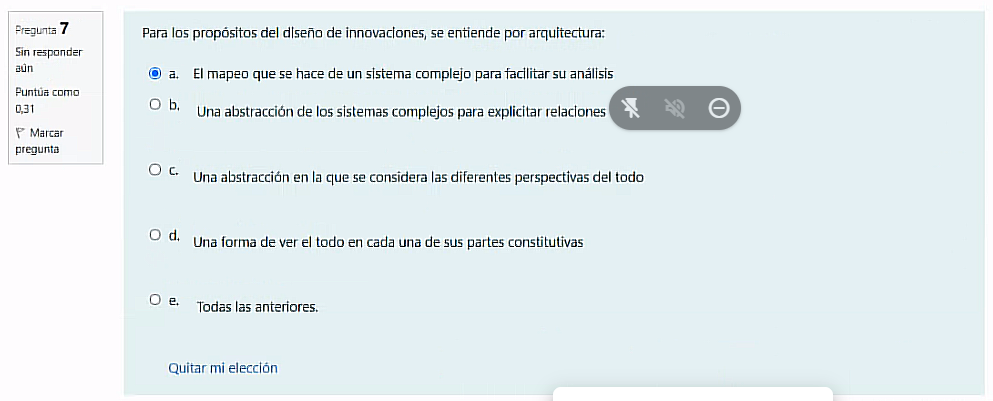 Pregunta 7
Sin responder
aún
Puntúa como
0,31
Marcar
pregunta
Para los propósitos del diseño de innovaciones, se entiende por arquitectura:
a. El mapeo que se hace de un sistema complejo para facilitar su análisis
b. Una abstracción de los sistemas complejos para explicitar relaciones
c. Una abstracción en la que se considera las diferentes perspectivas del todo
d. Una forma de ver el todo en cada una de sus partes constitutivas
e. Todas las anteriores.
Quitar mi elección